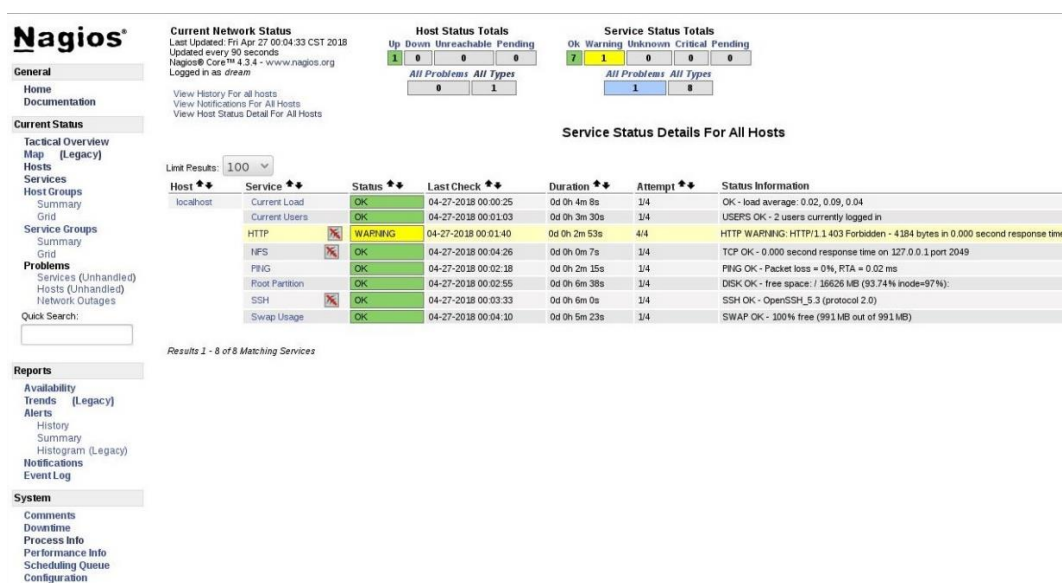 Nagios®
General
Home
Documentation
Current Status
Tactical Overview
Map (Legacy)
Hosts
Services
Host Groups
Summary
Grid
Service Groups
Summary
Grid
Problems
Services (Unhandled)
Hosts (Unhandled)
Network Outages
Quick Search:
Reports
Availability
Trends (Legacy)
Alerts
History
Summary
Histogram (Legacy)
Notifications
Event Log
System
Comments
Downtime
Process Info
Performance Info
Scheduling Queue
Configuration
Current Network Status
Last Updated: Fri Apr 27 00:04:33 CST 2018
Updated every 90 seconds
Nagios® Core™ 4.3.4 - www.nagios.org
Logged in as dream
View History For all hosts
View Notifications For All Hosts
View Host Status Detail For All Hosts
Host Status Totals
Up Down Unreachable Pending
1 0 0 0
All Problems All Types
0 1
Service Status Totals
Ok Warning Unknown Critical Pending
7 1 0 0 0
All Problems All Types
1 8
Service Status Details For All Hosts
Limit Results: 100
Host Service Status Last Check Duration Attempt Status Information
localhost Current Load OK 04-27-2018 00:00:25 0d 0h 4m 8s 1/4 OK - load average: 0.02, 0.09, 0.04
Current Users OK 04-27-2018 00:01:03 0d 0h 3m 30s 1/4 USERS OK - 2 users currently logged in
HTTP WARNING 04-27-2018 00:01:40 0d 0h 2m 53s 4/4 HTTP WARNING: HTTP/1.1 403 Forbidden - 4184 bytes in 0.000 second response time
NFS OK 04-27-2018 00:04:26 0d 0h 0m 7s 1/4 TCP OK - 0.000 second response time on 127.0.0.1 port 2049
PING OK 04-27-2018 00:02:18 0d 0h 2m 15s 1/4 PING OK - Packet loss = 0%, RTA = 0.02 ms
Root Partition OK 04-27-2018 00:02:55 0d 0h 6m 38s 1/4 DISK OK - free space: / 16626 MB (93.74% inode=97%):
SSH OK 04-27-2018 00:03:33 0d 0h 6m 0s 1/4 SSH OK - OpenSSH_5.3 (protocol 2.0)
Swap Usage OK 04-27-2018 00:04:10 0d 0h 5m 23s 1/4 SWAP OK - 100% free (991 MB out of 991 MB)
Results 1 - 8 of 8 Matching Services